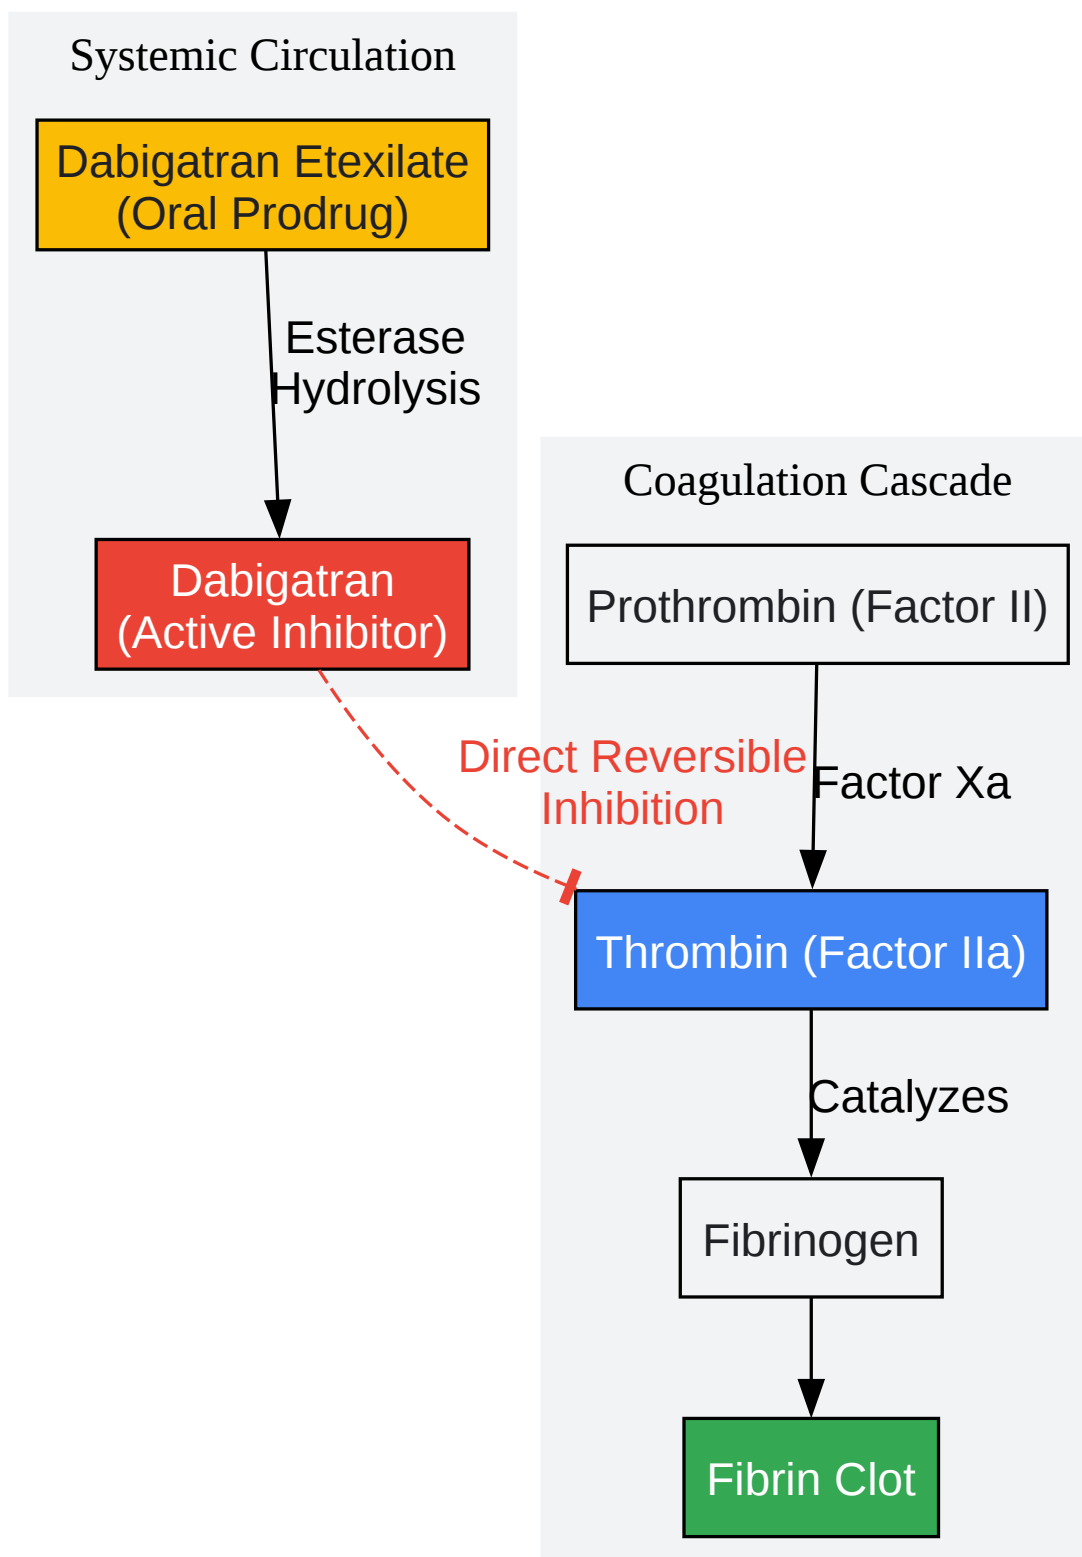 Systemic Circulation
Dabigatran Etexilate
(Oral Prodrug)
Esterase
Hydrolysis
Dabigatran
(Active Inhibitor)
Coagulation Cascade
Prothrombin (Factor II)
Direct Reversible
Inhibition
Factor Xa
Thrombin (Factor IIa)
Catalyzes
Fibrinogen
Fibrin Clot